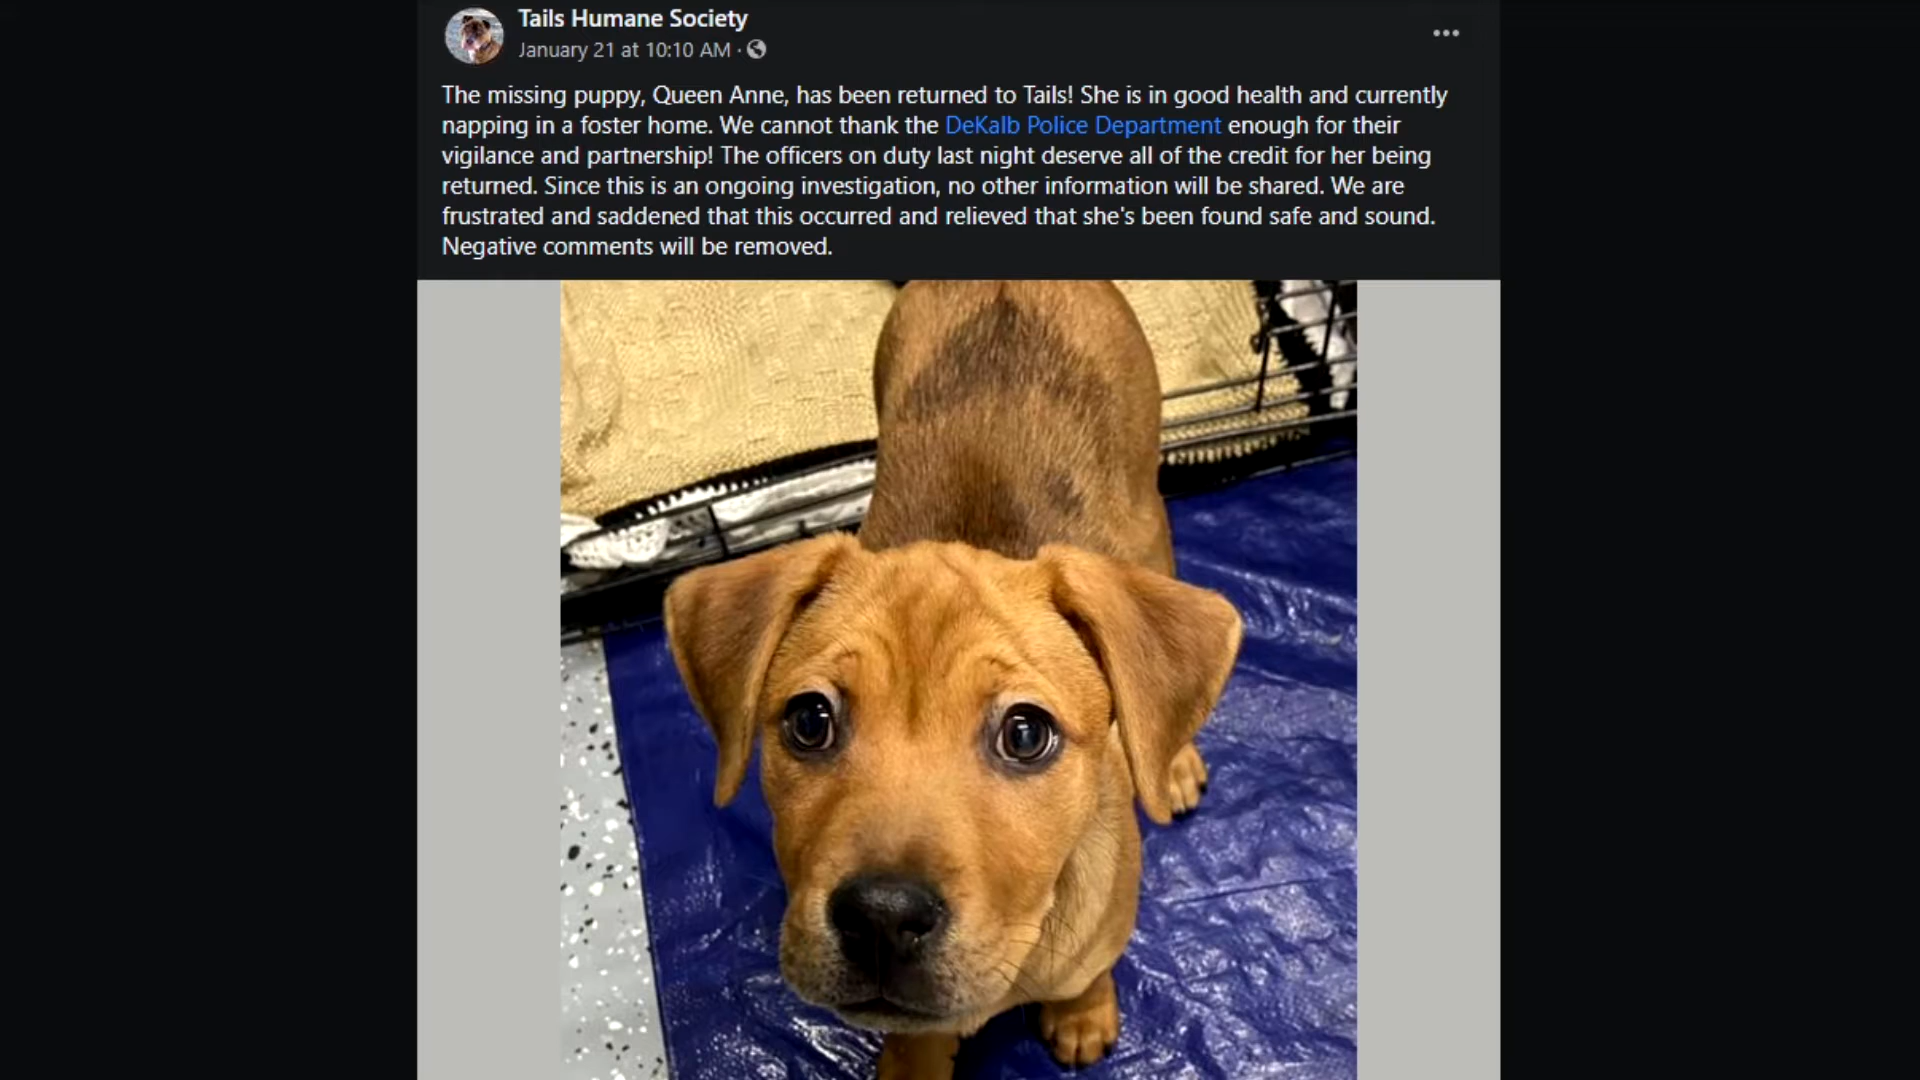 Tails Humane Society
January 21 at 10:10 AM ·
The missing puppy, Queen Anne, has been returned to Tails! She is in good health and currently
napping in a foster home. We cannot thank the DeKalb Police Department enough for their
vigilance and partnership! The officers on duty last night deserve all of the credit for her being
returned. Since this is an ongoing investigation, no other information will be shared. We are
frustrated and saddened that this occurred and relieved that she's been found safe and sound.
Negative comments will be removed.